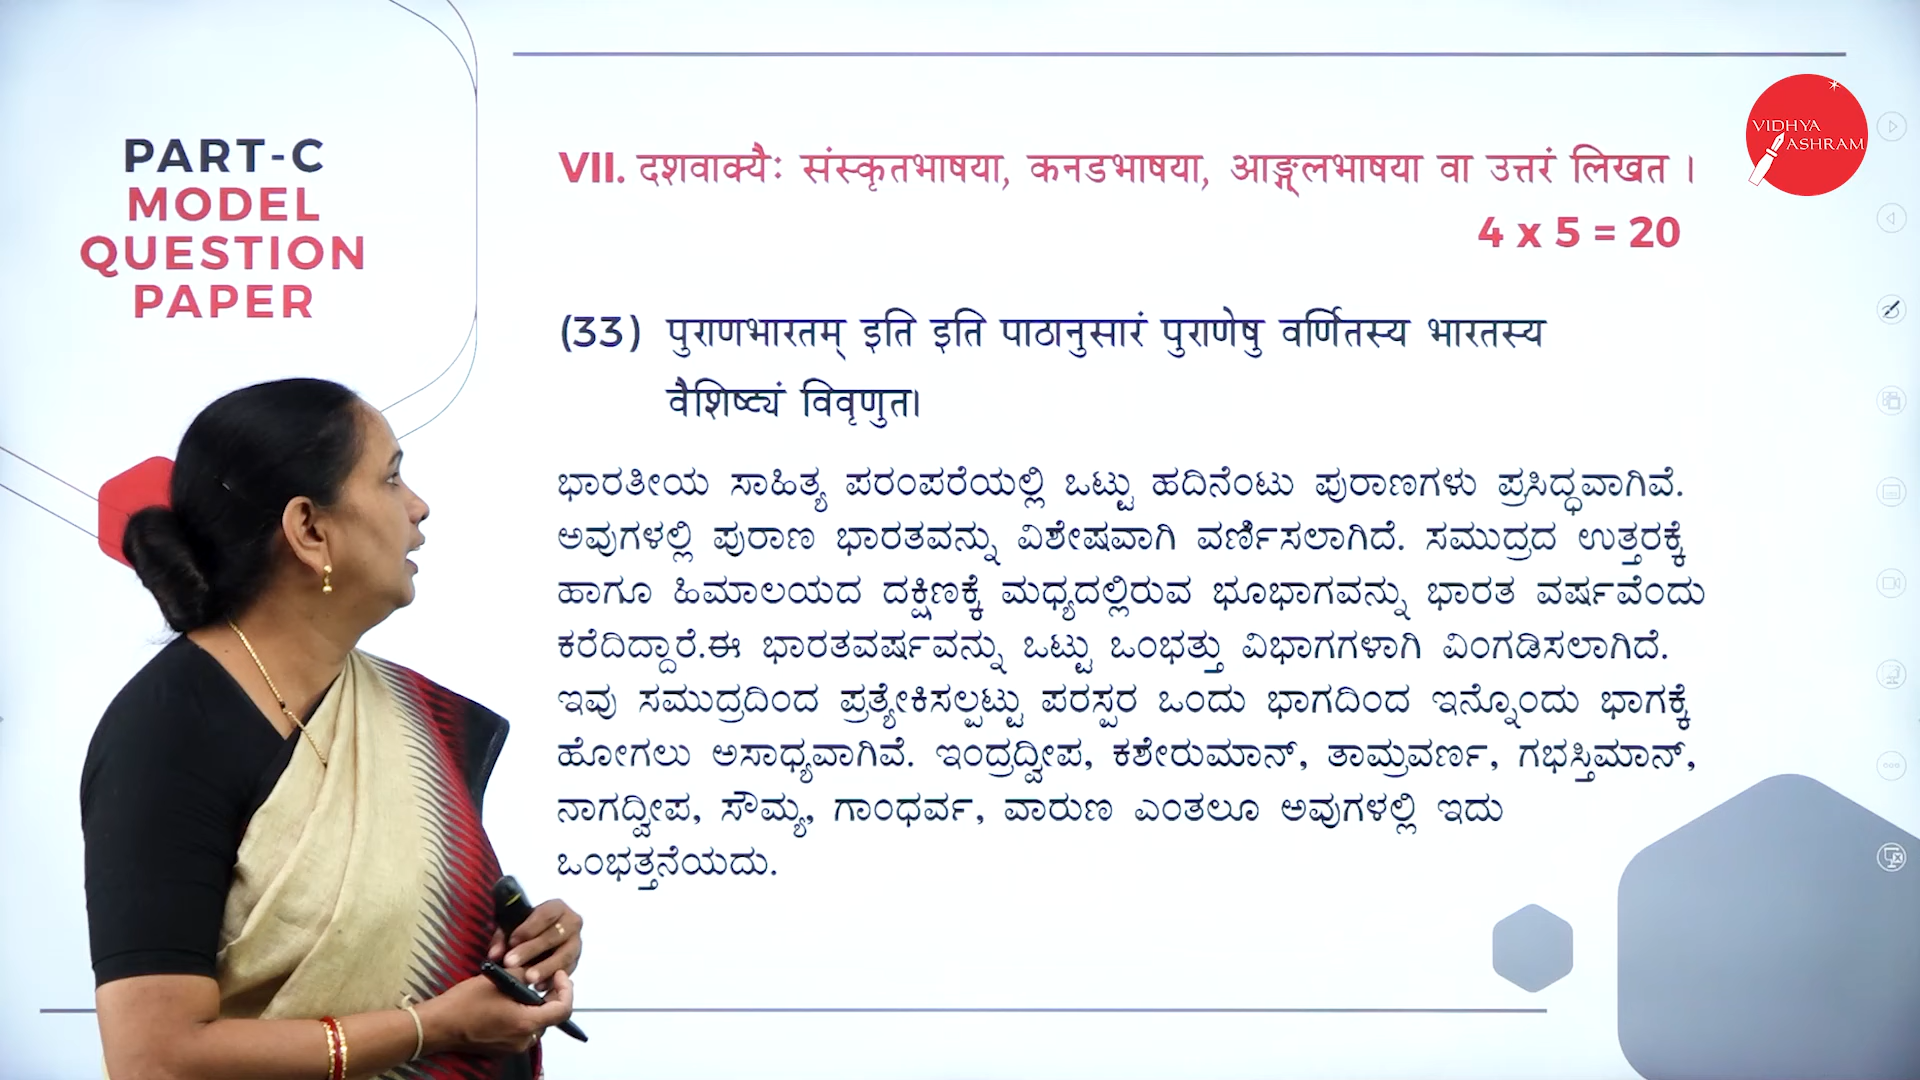 PART-C
MODEL
QUESTION
PAPER
VIDHYA
ASHRAM
VII. दशवाक्यैः संस्कृतभाषया, कनडभाषया, आङ्ग्लभाषया वा उत्तरं लिखत ।
4 x 5 = 20
(33) पुराणभारतम् इति इति पाठानुसारं पुराणेषु वर्णितस्य भारतस्य
वैशिष्ट्यं विवृणुत।
ಭಾರತೀಯ ಸಾಹಿತ್ಯ ಪರಂಪರೆಯಲ್ಲಿ ಒಟ್ಟು ಹದಿನೆಂಟು ಪುರಾಣಗಳು ಪ್ರಸಿದ್ಧವಾಗಿವೆ.
ಅವುಗಳಲ್ಲಿ ಪುರಾಣ ಭಾರತವನ್ನು ವಿಶೇಷವಾಗಿ ವರ್ಣಿಸಲಾಗಿದೆ. ಸಮುದ್ರದ ಉತ್ತರಕ್ಕೆ
ಹಾಗೂ ಹಿಮಾಲಯದ ದಕ್ಷಿಣಕ್ಕೆ ಮಧ್ಯದಲ್ಲಿರುವ ಭೂಭಾಗವನ್ನು ಭಾರತ ವರ್ಷವೆಂದು
ಕರೆದಿದ್ದಾರೆ.ಈ ಭಾರತವರ್ಷವನ್ನು ಒಟ್ಟು ಒಂಭತ್ತು ವಿಭಾಗಗಳಾಗಿ ವಿಂಗಡಿಸಲಾಗಿದೆ.
ಇವು ಸಮುದ್ರದಿಂದ ಪ್ರತ್ಯೇಕಿಸಲ್ಪಟ್ಟು ಪರಸ್ಪರ ಒಂದು ಭಾಗದಿಂದ ಇನ್ನೊಂದು ಭಾಗಕ್ಕೆ
ಹೋಗಲು ಅಸಾಧ್ಯವಾಗಿವೆ. ಇಂದ್ರದ್ವೀಪ, ಕಶೇರುಮಾನ್, ತಾಮ್ರವರ್ಣ, ಗಭಸ್ತಿಮಾನ್,
ನಾಗದ್ವೀಪ, ಸೌಮ್ಯ, ಗಾಂಧರ್ವ, ವಾರುಣ ಎಂತಲೂ ಅವುಗಳಲ್ಲಿ ಇದು
ಒಂಭತ್ತನೆಯದು.